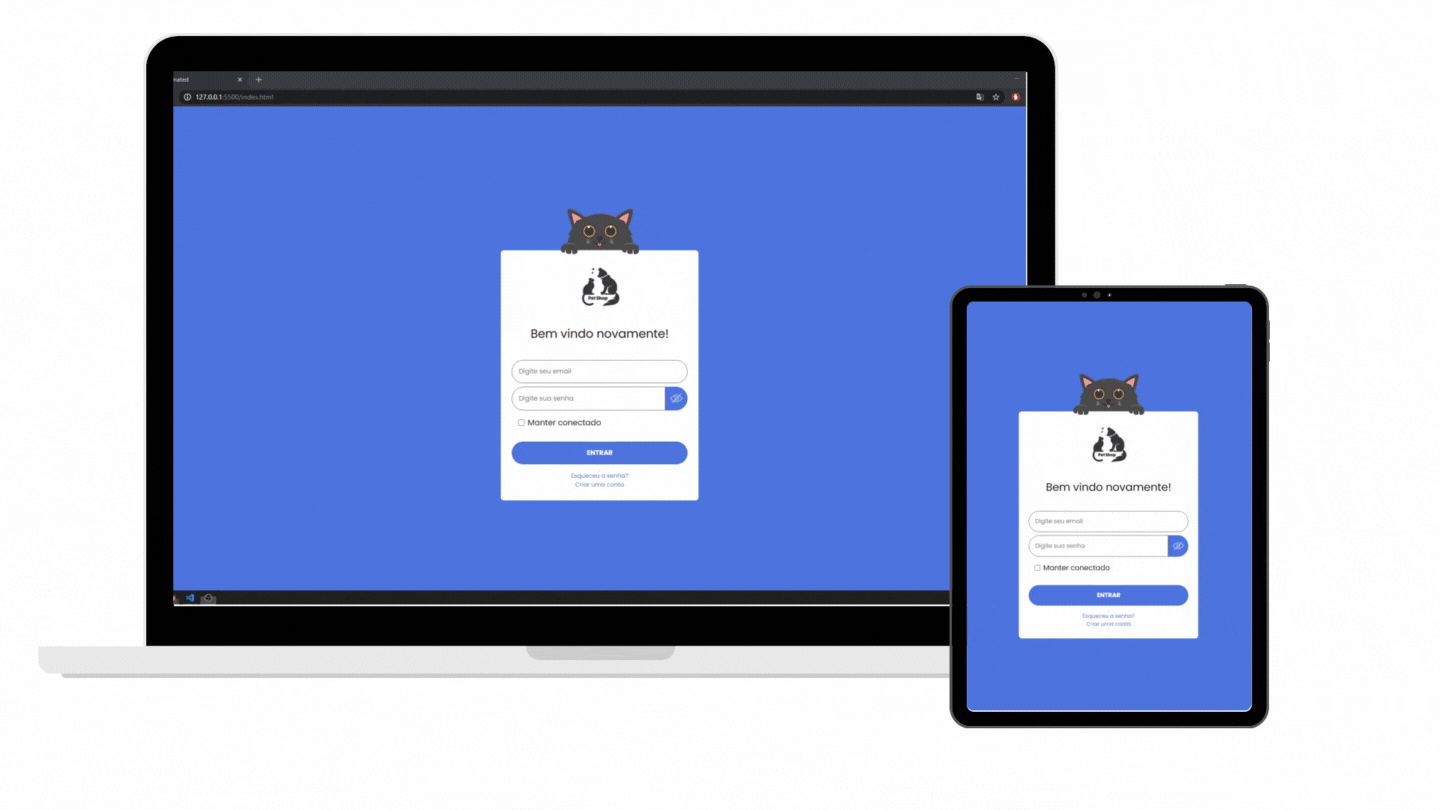 nated
127.0.0.1:5500/index.html
Pet Shop
Bem vindo novamente!
Digite seu email
Digite sua senha
Manter conectado
ENTRAR
Esqueceu a senha?
Criar uma conta
Pet Shop
Bem vindo novamente!
Digite seu email
Digite sua senha
Manter conectado
ENTRAR
Esqueceu a senha?
Criar uma conta